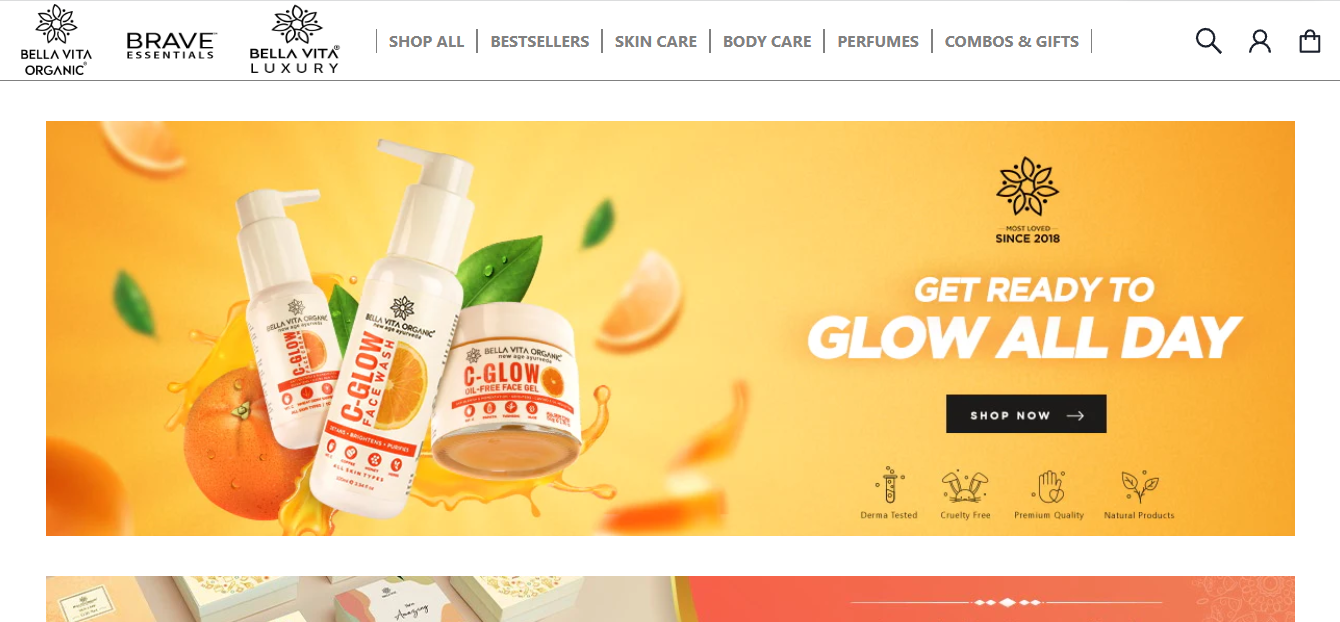 BELLA VITA
ORGANIC
BRAVE
ESSENTIALS
BELLA VITA®
LUXURY
SHOP ALL
BESTSELLERS
SKIN CARE
BODY CARE
PERFUMES
COMBOS & GIFTS
MOST LOVED
SINCE 2018
GET READY TO
GLOW ALL DAY
SHOP NOW
Derma Tested
Cruelty Free
Premium Quality
Natural Products
BELLA VITA ORGANIC
new age ayurveda
C-GLOW
BELLA VITA ORGANIC
new age ayurveda
C-GLOW
FACE WASH
DETANS • BRIGHTENS • PURIFIES
ALL SKIN TYPES
BELLA VITA ORGANIC
new age ayurveda
C-GLOW
OIL-FREE FACE GEL
Amazing